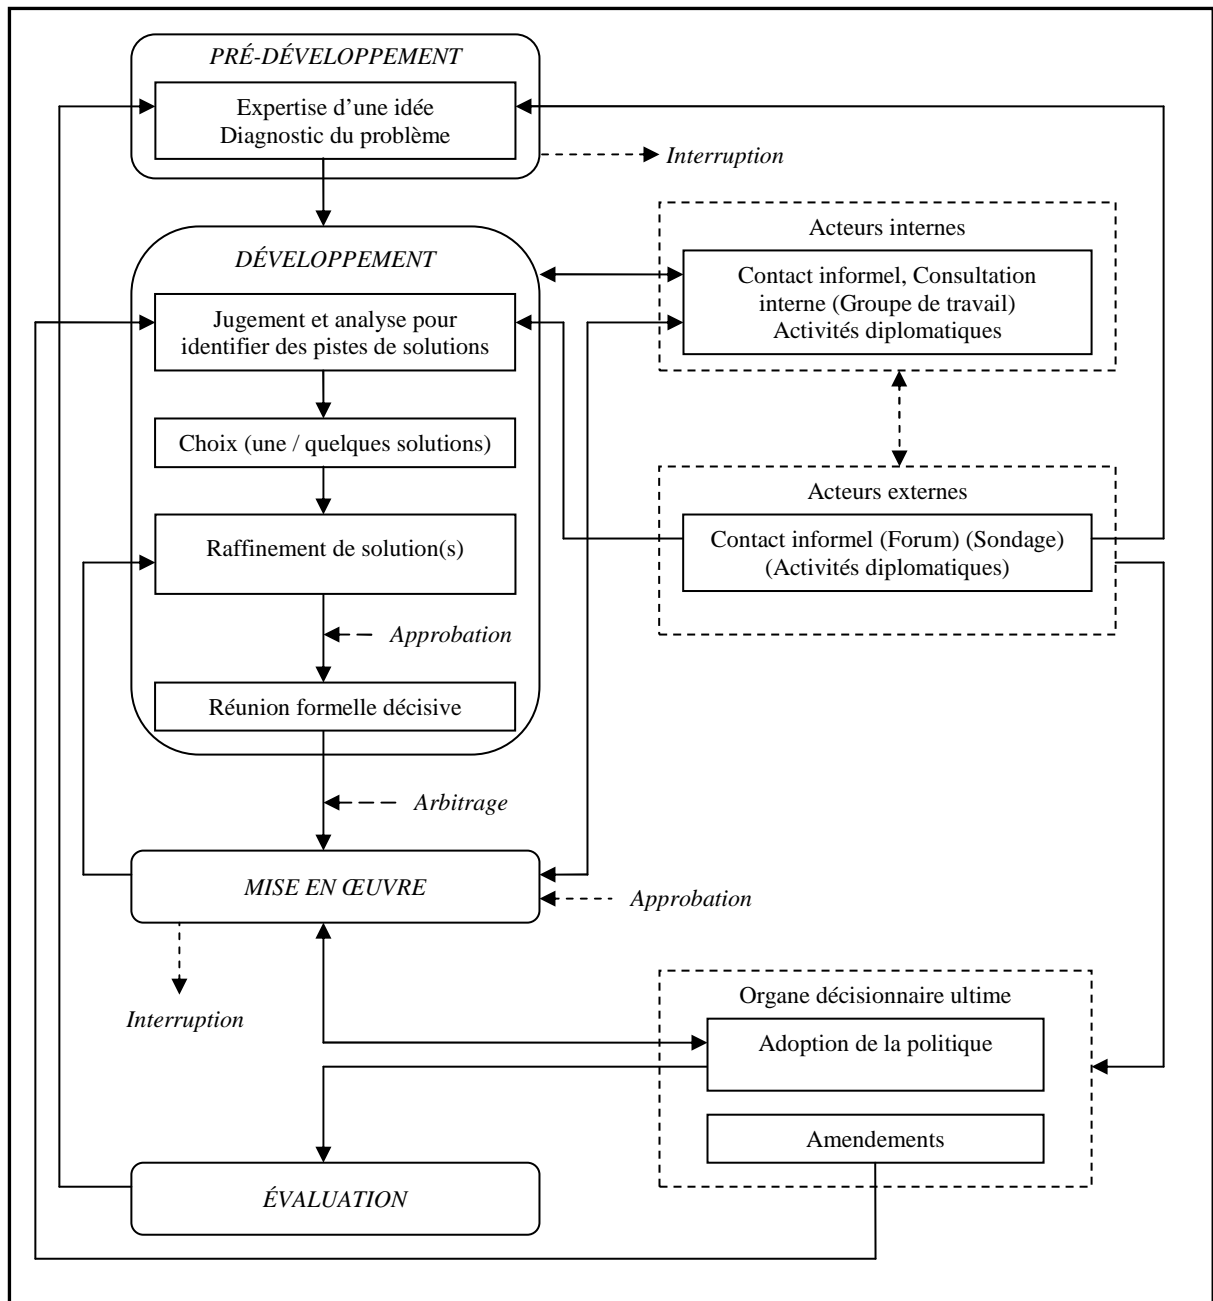 PRÉ-DÉVELOPPEMENT
Expertise d’une idée
Diagnostic du problème
Interruption
DÉVELOPPEMENT
Jugement et analyse pour
identifier des pistes de solutions
Choix (une / quelques solutions)
Raffinement de solution(s)
Approbation
Réunion formelle décisive
Arbitrage
Acteurs internes
Contact informel, Consultation
interne (Groupe de travail)
Activités diplomatiques
Acteurs externes
Contact informel (Forum) (Sondage)
(Activités diplomatiques)
MISE EN ŒUVRE
Approbation
Interruption
Organe décisionnaire ultime
Adoption de la politique
Amendements
ÉVALUATION